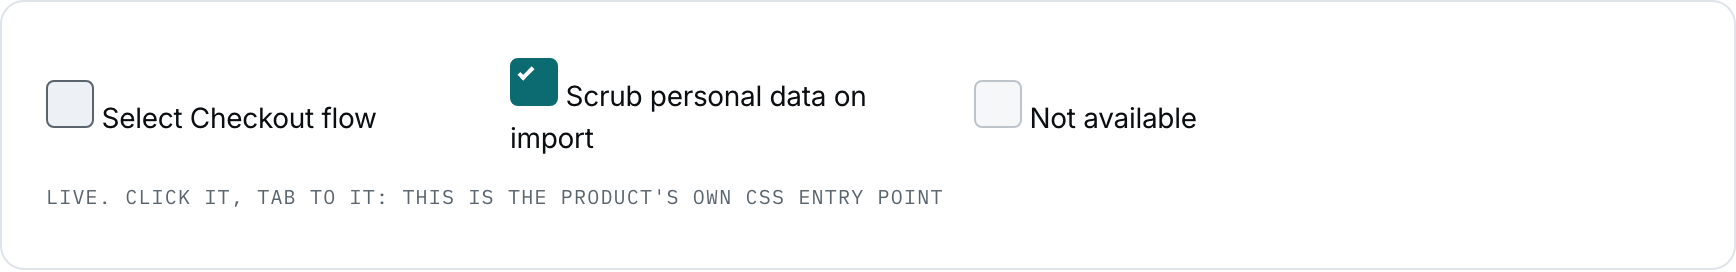 Select Checkout flow
Scrub personal data on
import
Not available
LIVE. CLICK IT, TAB TO IT: THIS IS THE PRODUCT'S OWN CSS ENTRY POINT